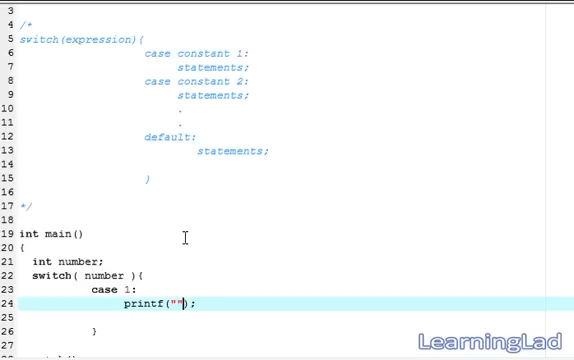 3
4 /*
5 switch(expression){
6 case constant 1:
7 statements;
8 case constant 2:
9 statements;
10 .
11 .
12 default:
13 statements;
14
15 )
16
17 */
18
19 int main()
20 {
21 int number;
22 switch( number ){
23 case 1:
24 printf("");
25
26 }
LearningLad